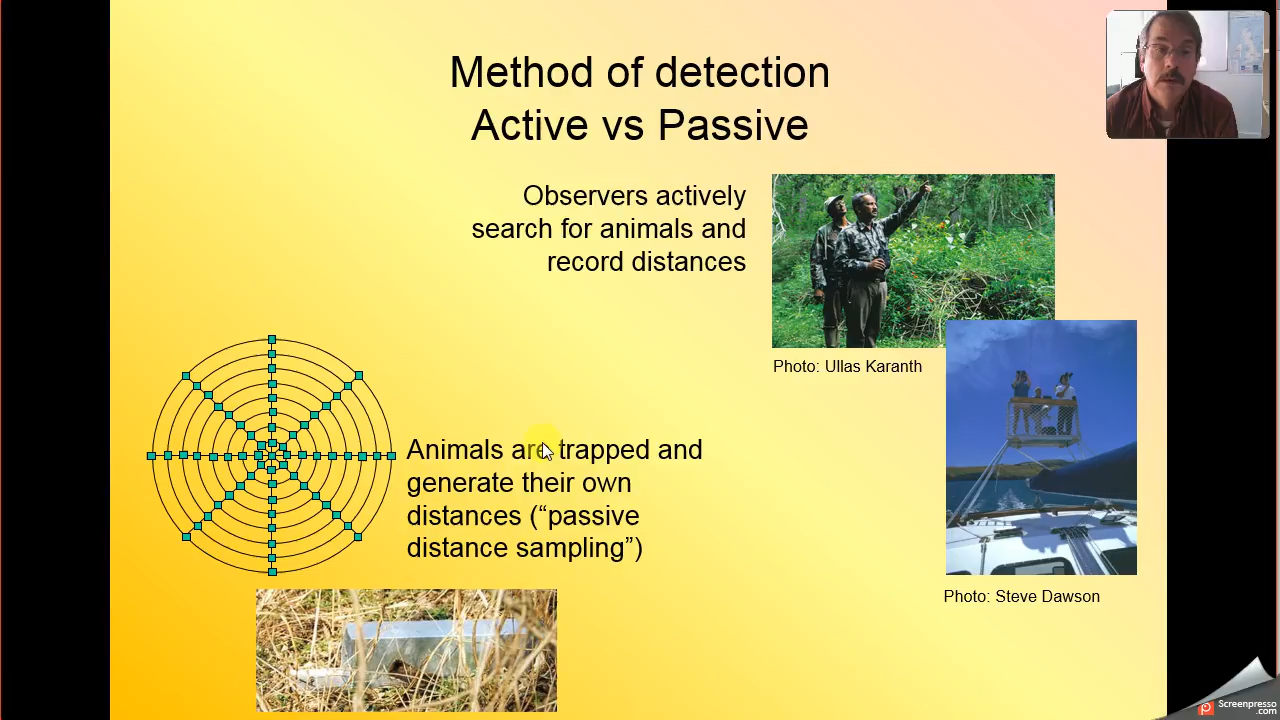 Method of detection
Active vs Passive
Observers actively
search for animals and
record distances
Photo: Ullas Karanth
Animals are trapped and
generate their own
distances (“passive
distance sampling”)
Photo: Steve Dawson
Screenpresso
.com